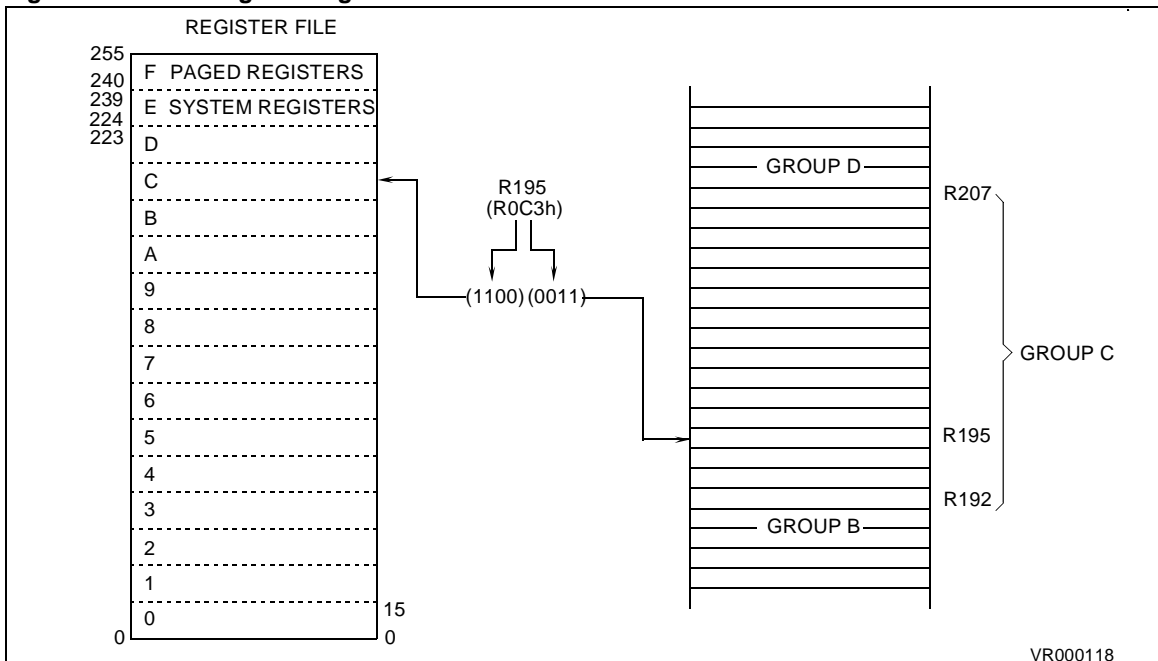 REGISTER FILE
255
240
239
224
223
F PAGED REGISTERS
E SYSTEM REGISTERS
D
C
B
A
9
8
7
6
5
4
3
2
1
0
15
0
0
R195
(R0C3h)
(1100) (0011)
GROUP D
R207
GROUP C
R195
R192
GROUP B
VR000118